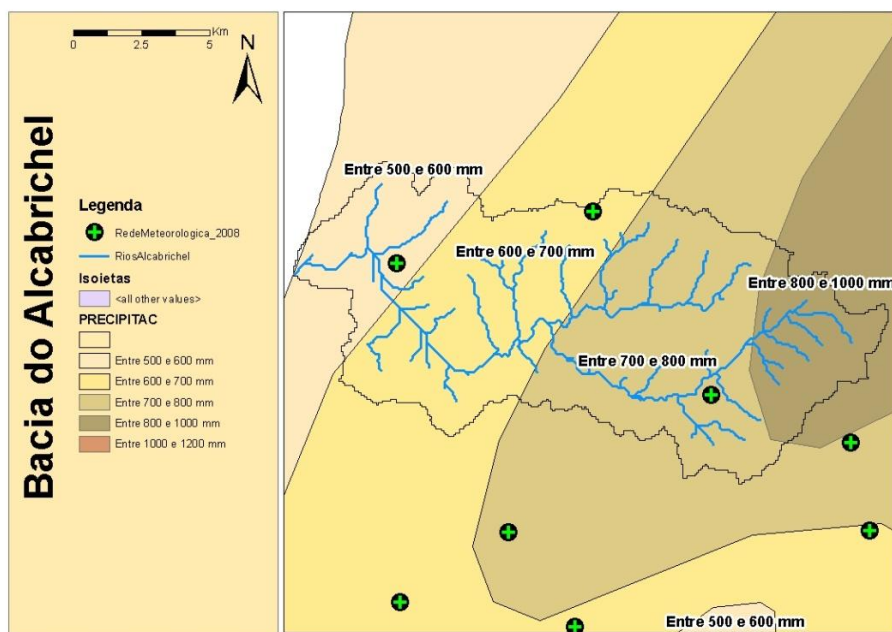 0 2.5 5 Km
N
Bacia do Alcabrichel
Legenda
RedeMeteorologica_2008
RiosAlcabrichel
Isoietas
<all other values>
PRECIPITAC
Entre 500 e 600 mm
Entre 600 e 700 mm
Entre 700 e 800 mm
Entre 800 e 1000 mm
Entre 1000 e 1200 mm
Entre 500 e 600 mm
Entre 600 e 700 mm
Entre 800 e 1000 mm
Entre 700 e 800 mm
Entre 500 e 600 mm